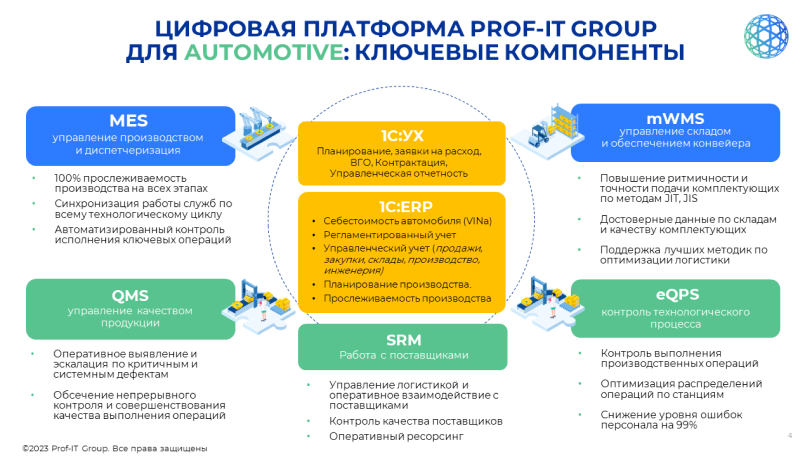 ЦИФРОВАЯ ПЛАТФОРМА PROF-IT GROUP
ДЛЯ AUTOMOTIVE: КЛЮЧЕВЫЕ КОМПОНЕНТЫ
MES
управление производством
и диспетчеризация
• 100% прослеживаемость
производства на всех этапах
• Синхронизация работы служб по
всему технологическому циклу
• Автоматизированный контроль
исполнения ключевых операций
1С:УХ
Планирование, заявки на расход,
ВГО, Контрактация,
Управленческая отчетность
1С:ERP
• Себестоимость автомобиля (VINа)
• Регламентированный учет
• Управленческий учет (продажи,
закупки, склады, производство,
инженерия)
• Планирование производства.
• Прослеживаемость производства
mWMS
управление складом
и обеспечением конвейера
• Повышение ритмичности и
точности подачи комплектующих
по методам JIT, JIS
• Достоверные данные по складам
и качеству комплектующих
• Поддержка лучших методик по
оптимизации логистики
QMS
управление качеством
продукции
• Оперативное выявление и
эскалация по критичным и
системным дефектам
• Обсечение непрерывного
контроля и совершенствования
качества выполнения операций
SRM
Работа с поставщиками
• Управление логистикой и
оперативное взаимодействие с
поставщиками
• Контроль качества поставщиков
• Оперативный ресорсинг
eQPS
контроль технологического
процесса
• Контроль выполнения
производственных операций
• Оптимизация распределений
операций по станциям
• Снижение уровня ошибок
персонала на 99%
©2023 Prof-IT Group. Все права защищены
4